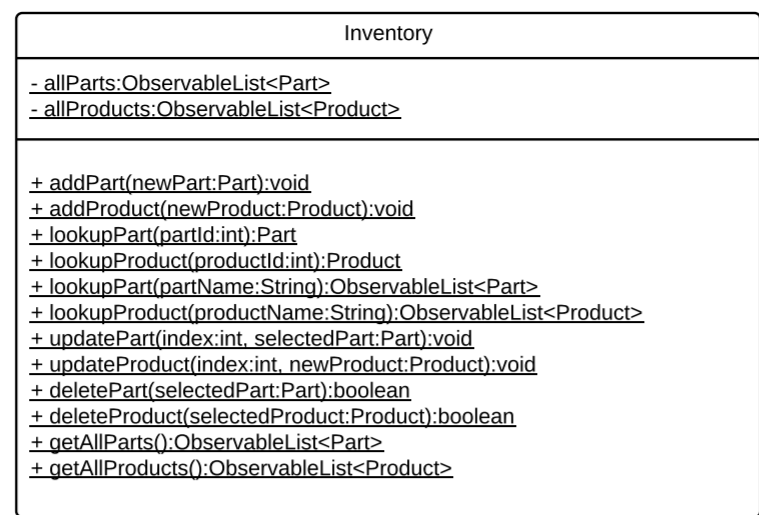 Inventory
- allParts:ObservableList<Part>
- allProducts:ObservableList<Product>
+ addPart(newPart:Part):void
+ addProduct(newProduct:Product):void
+ lookupPart(partId:int):Part
+ lookupProduct(productId:int):Product
+ lookupPart(partName:String):ObservableList<Part>
+ lookupProduct(productName:String):ObservableList<Product>
+ updatePart(index:int, selectedPart:Part):void
+ updateProduct(index:int, newProduct:Product):void
+ deletePart(selectedPart:Part):boolean
+ deleteProduct(selectedProduct:Product):boolean
+ getAllParts():ObservableList<Part>
+ getAllProducts():ObservableList<Product>